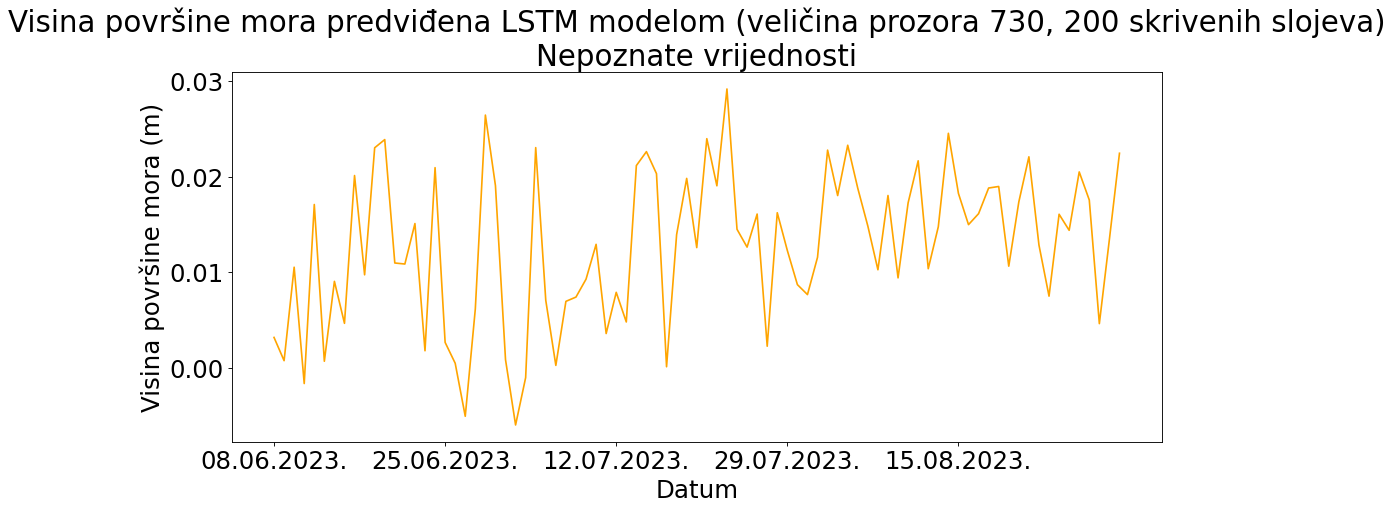 Visina površine mora predviđena LSTM modelom (veličina prozora 730, 200 skrivenih slojeva)
Nepoznate vrijednosti
Visina površine mora (m)
0.03
0.02
0.01
0.00
08.06.2023. 25.06.2023. 12.07.2023. 29.07.2023. 15.08.2023.
Datum